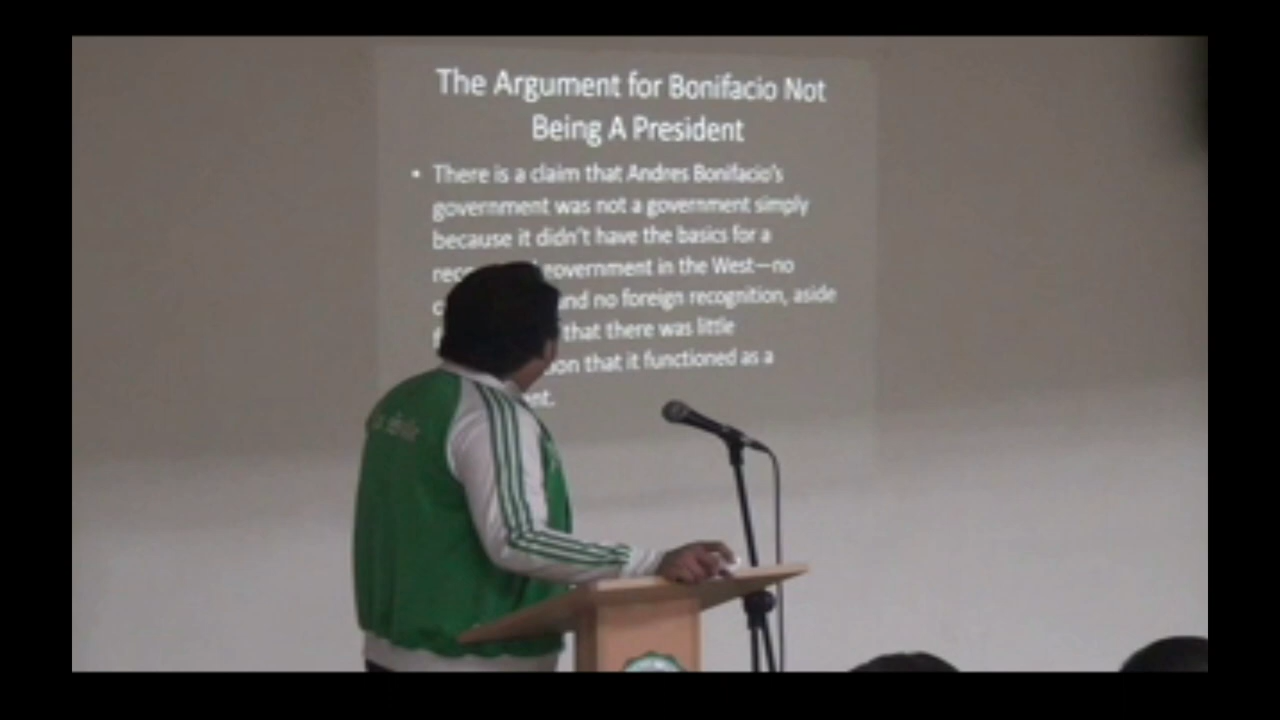 The Argument for Bonifacio Not
Being A President
• There is a claim that Andres Bonifacio's
government was not a government simply
because it didn't have the basics for a
government in the West—no
and no foreign recognition, aside
that there was little
that it functioned as a